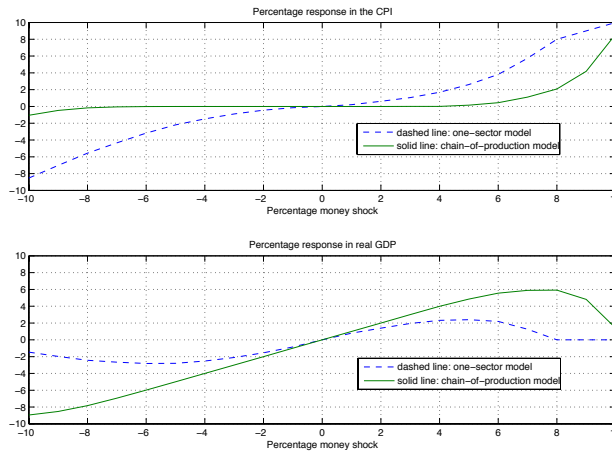 Percentage response in the CPI
10
8
6
4
2
0
−2
−4
−6
−8
−10
dashed line: one−sector model
solid line: chain−of−production model
−10 −8 −6 −4 −2 0 2 4 6 8 1
Percentage money shock
Percentage response in real GDP
10
8
6
4
2
0
−2
−4
−6
−8
−10
dashed line: one−sector model
solid line: chain−of−production model
−10 −8 −6 −4 −2 0 2 4 6 8 1
Percentage money shock